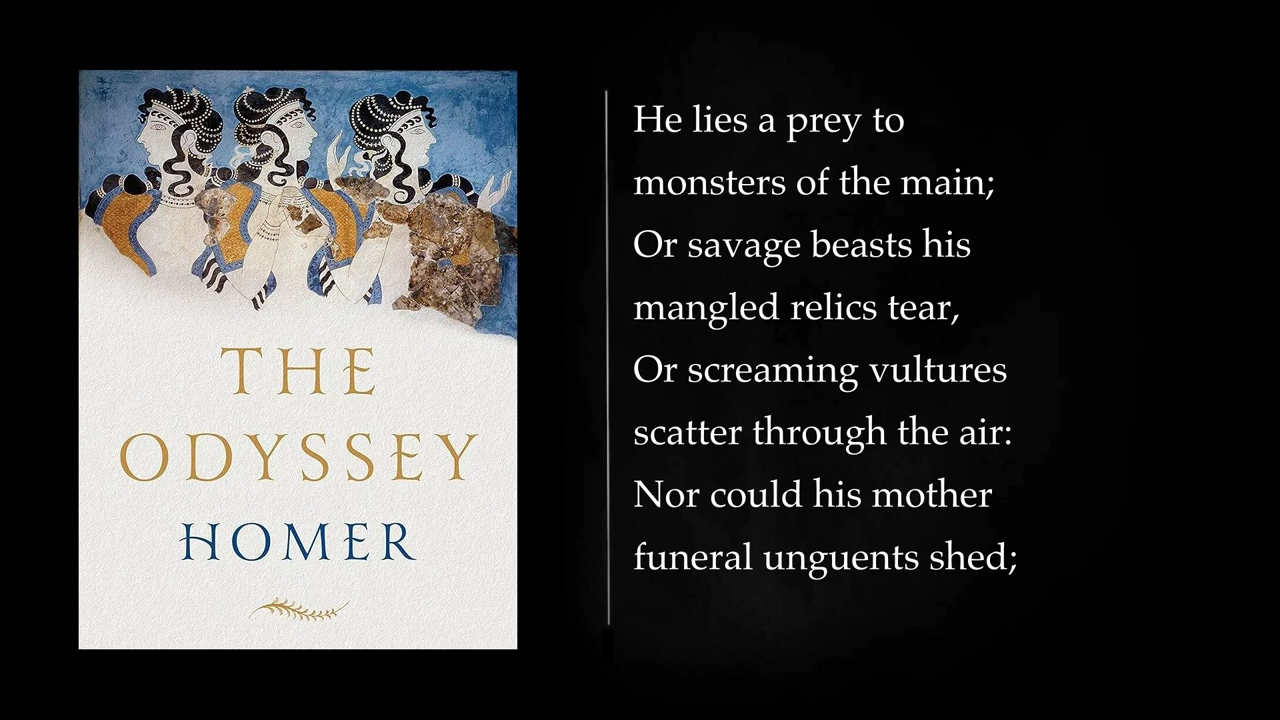 THE
ODYSSEY
HOMER
He lies a prey to
monsters of the main;
Or savage beasts his
mangled relics tear,
Or screaming vultures
scatter through the air:
Nor could his mother
funeral unguents shed;